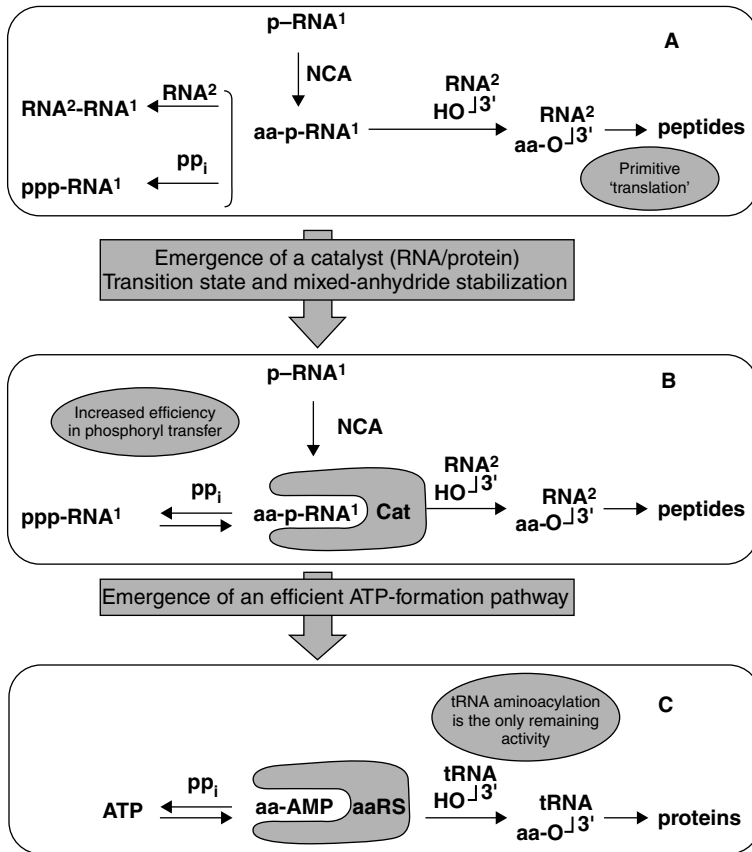 A
p–RNA¹
NCA
RNA²-RNA¹
RNA²
aa-p-RNA¹
RNA²
HO 3'
RNA²
aa-O 3'
peptides
ppp-RNA¹
ppᵢ
Primitive
'translation'
Emergence of a catalyst (RNA/protein)
Transition state and mixed-anhydride stabilization
B
p–RNA¹
Increased efficiency
in phosphoryl transfer
NCA
ppp-RNA¹
ppᵢ
aa-p-RNA¹
Cat
RNA²
HO 3'
RNA²
aa-O 3'
peptides
Emergence of an efficient ATP-formation pathway
C
tRNA aminoacylation
is the only remaining
activity
ATP
ppᵢ
aa-AMP
aaRS
tRNA
HO 3'
tRNA
aa-O 3'
proteins